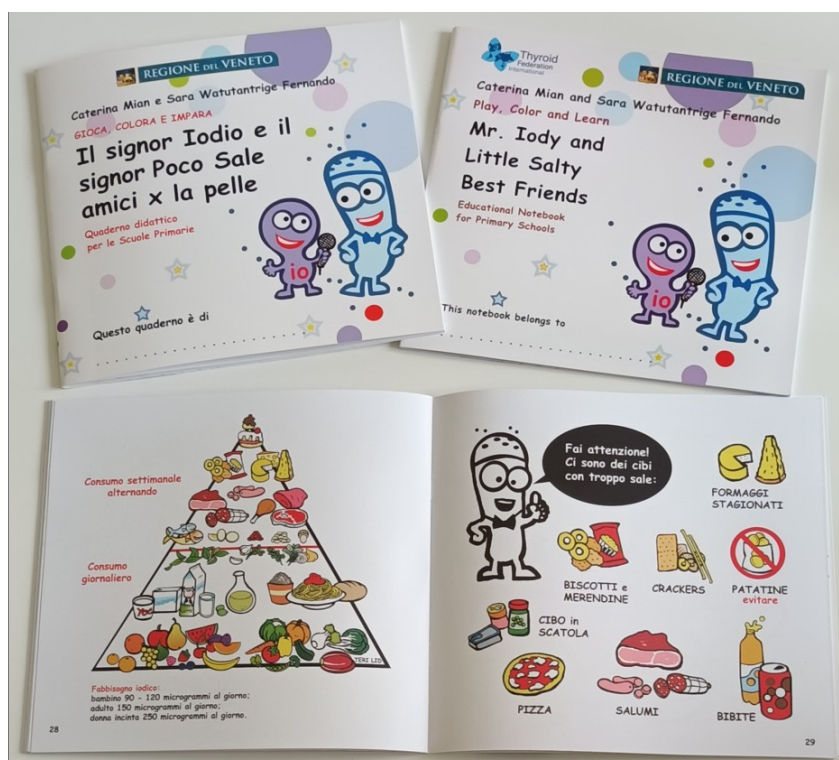 REGIONE DEL VENETO
Caterina Mian e Sara Watutantrige Fernando
GIOCA, COLORA E IMPARA
Il signor Iodio e il
signor Poco Sale
amici x la pelle
Quaderno didattico
per le Scuole Primarie
io
Questo quaderno è di
Thyroid
Federation
International
REGIONE DEL VENETO
Caterina Mian and Sara Watutantrige Fernando
Play, Color and Learn
Mr. Iody and
Little Salty
Best Friends
Educational Notebook
for Primary Schools
io
This notebook belongs to
Consumo settimanale
alternando
Consumo
giornaliero
Fabbisogno iodico:
bambino 90 - 120 microgrammi al giorno;
adulto 150 microgrammi al giorno;
donna incinta 250 microgrammi al giorno.
28
Fai attenzione!
Ci sono dei cibi
con troppo sale:
FORMAGGI
STAGIONATI
BISCOTTI e
MERENDINE
CRACKERS
PATATINE
evitare
CIBO in
SCATOLA
PIZZA
SALUMI
BIBITE
29